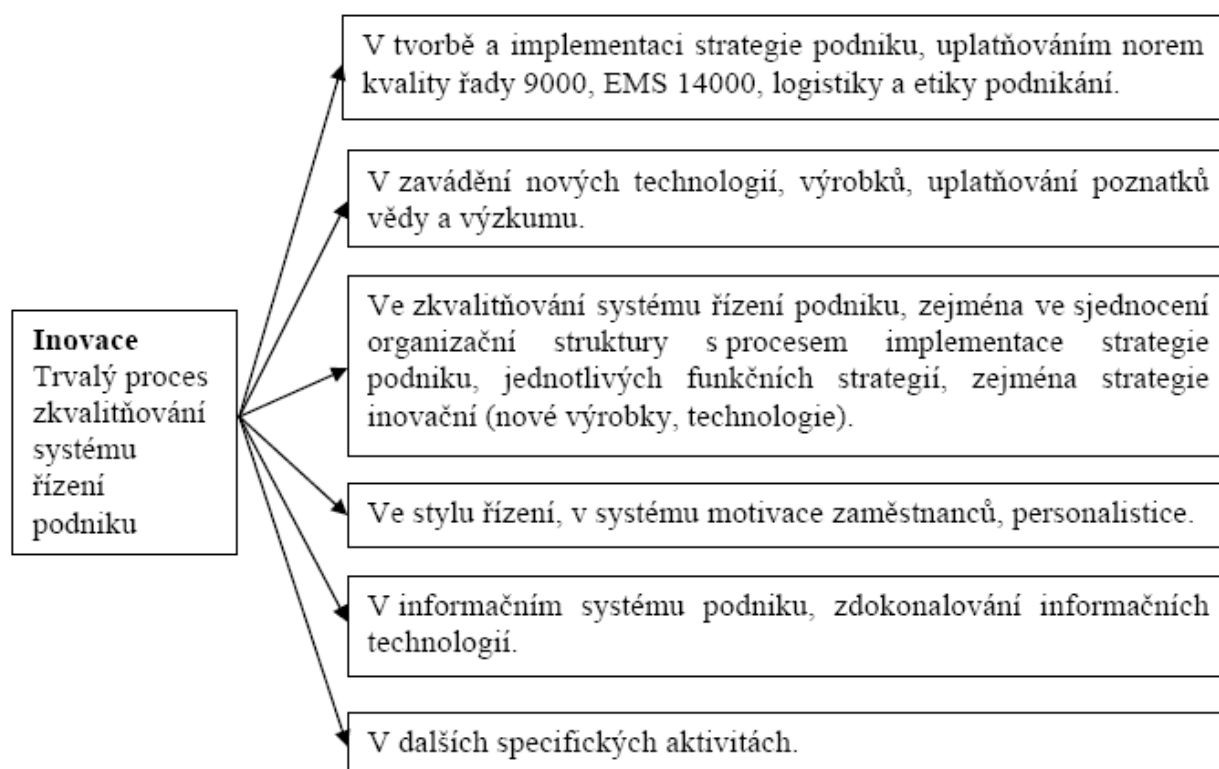 V tvorbě a implementaci strategie podniku, uplatňováním norem
kvality řady 9000, EMS 14000, logistiky a etiky podnikání.
V zavádění nových technologií, výrobků, uplatňování poznatků
vědy a výzkumu.
Inovace
Trvalý proces
zkvalitňování
systému
řízení
podniku
Ve zkvalitňování systému řízení podniku, zejména ve sjednocení
organizační struktury s procesem implementace strategie
podniku, jednotlivých funkčních strategií, zejména strategie
inovační (nové výrobky, technologie).
Ve stylu řízení, v systému motivace zaměstnanců, personalistice.
V informačním systému podniku, zdokonalování informačních
technologií.
V dalších specifických aktivitách.